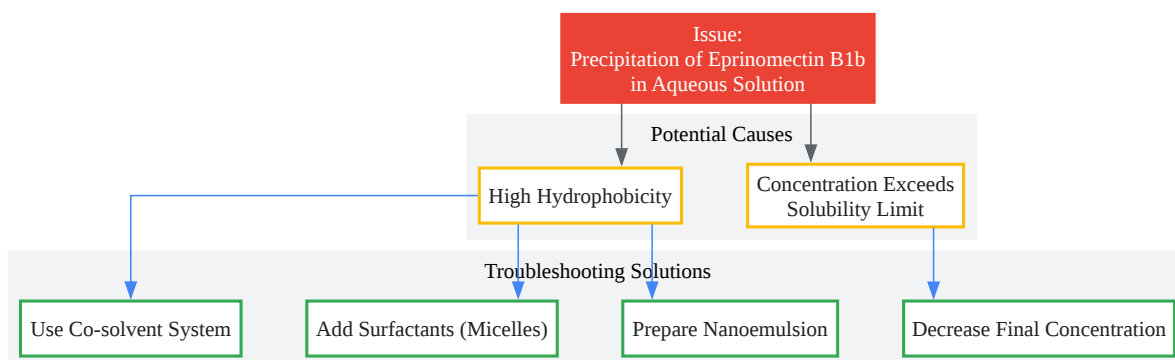 Issue:
Precipitation of Eprinomectin B1b
in Aqueous Solution
Potential Causes
High Hydrophobicity
Concentration Exceeds
Solubility Limit
Troubleshooting Solutions
Use Co-solvent System
Add Surfactants (Micelles)
Prepare Nanoemulsion
Decrease Final Concentration